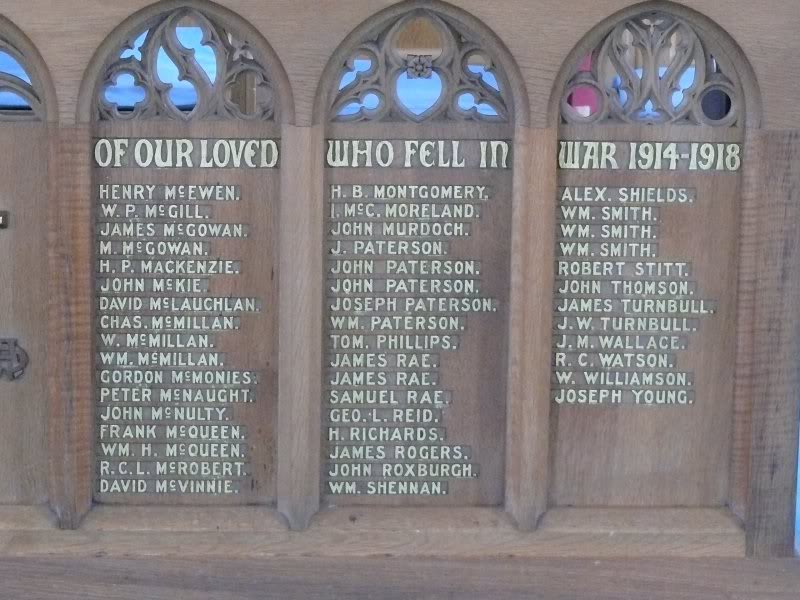 OF OUR LOVED
HENRY McEWEN.
W. P. McGILL.
JAMES McGOWAN.
M. McGOWAN.
H. P. MACKENZIE.
JOHN McKIE.
DAVID McLAUCHLAN.
CHAS. McMILLAN.
W. McMILLAN.
WM. McMILLAN.
GORDON McMONIES.
PETER McNAUGHT.
JOHN McNULTY.
FRANK McQUEEN.
WM. H. McQUEEN.
R. C. L. McROBERT.
DAVID McVINNIE.
WHO FELL IN
H. B. MONTGOMERY.
I. McC. MORELAND.
JOHN MURDOCH.
J. PATERSON.
JOHN PATERSON.
JOHN PATERSON.
JOSEPH PATERSON.
WM. PATERSON.
TOM. PHILLIPS.
JAMES RAE.
JAMES RAE.
SAMUEL RAE.
GEO. L. REID.
H. RICHARDS.
JAMES ROGERS.
JOHN ROXBURGH.
WM. SHENNAN.
WAR 1914-1918
ALEX. SHIELDS.
WM. SMITH.
WM. SMITH.
WM. SMITH.
ROBERT STITT.
JOHN THOMSON.
JAMES TURNBULL.
J. W. TURNBULL.
J. M. WALLACE.
R. C. WATSON.
W. WILLIAMSON.
JOSEPH YOUNG.